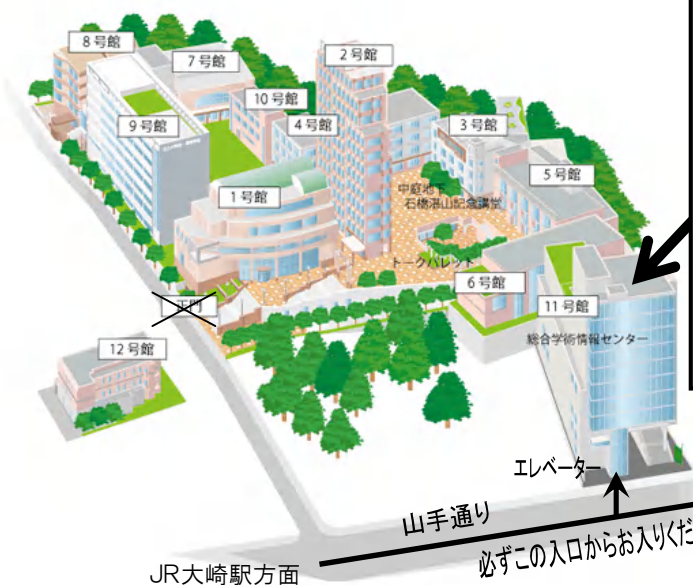 8号館
7号館
2号館
10号館
9号館
4号館
3号館
5号館
1号館
中庭地下
石橋湛山記念講堂
トークパレット
6号館
正門
11号館
総合学術情報センター
12号館
エレベーター
山手通り
必ずこの入口からお入りくだ
JR大崎駅方面